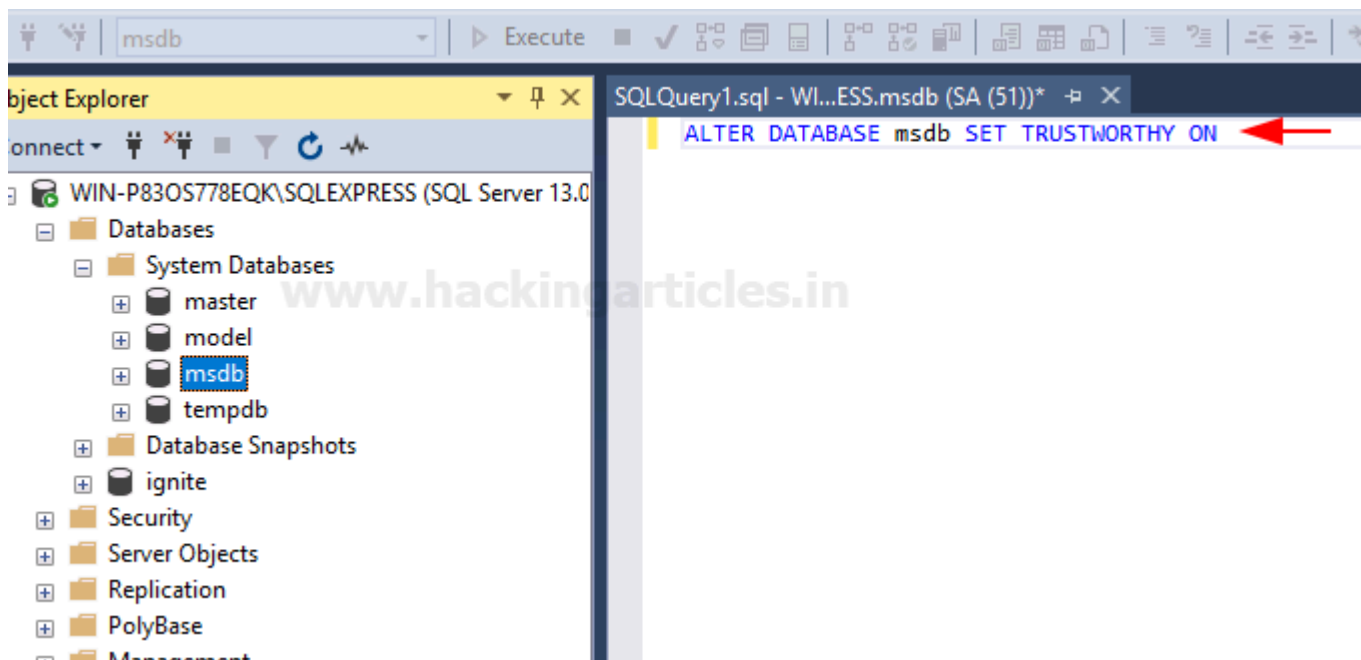 msdb
Execute
bject Explorer
onnect
WIN-P83OS778EQK\SQLEXPRESS (SQL Server 13.0
Databases
System Databases
master
model
msdb
tempdb
Database Snapshots
ignite
Security
Server Objects
Replication
PolyBase
Management
SQLQuery1.sql - WI...ESS.msdb (SA (51))*
ALTER DATABASE msdb SET TRUSTWORTHY ON
www.hackingarticles.in